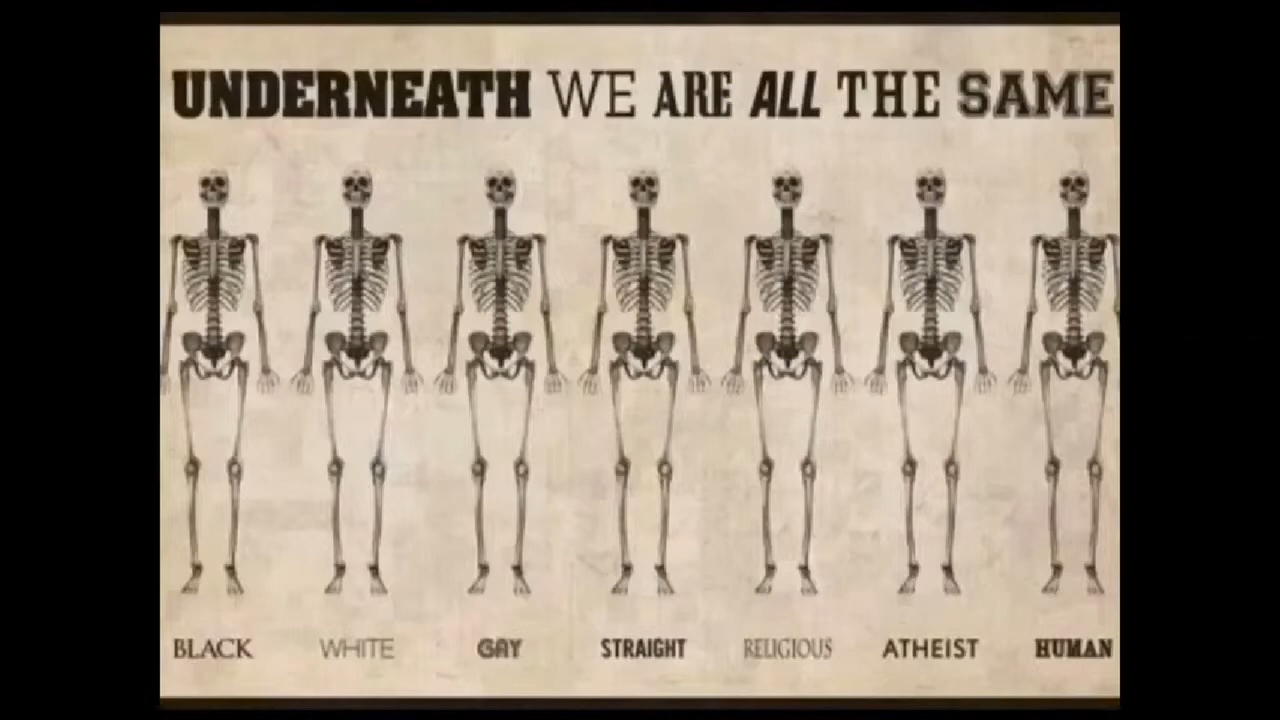 UNDERNEATH WE ARE ALL THE SAME
BLACK WHITE GAY STRAIGHT RELIGIOUS ATHEIST HUMAN